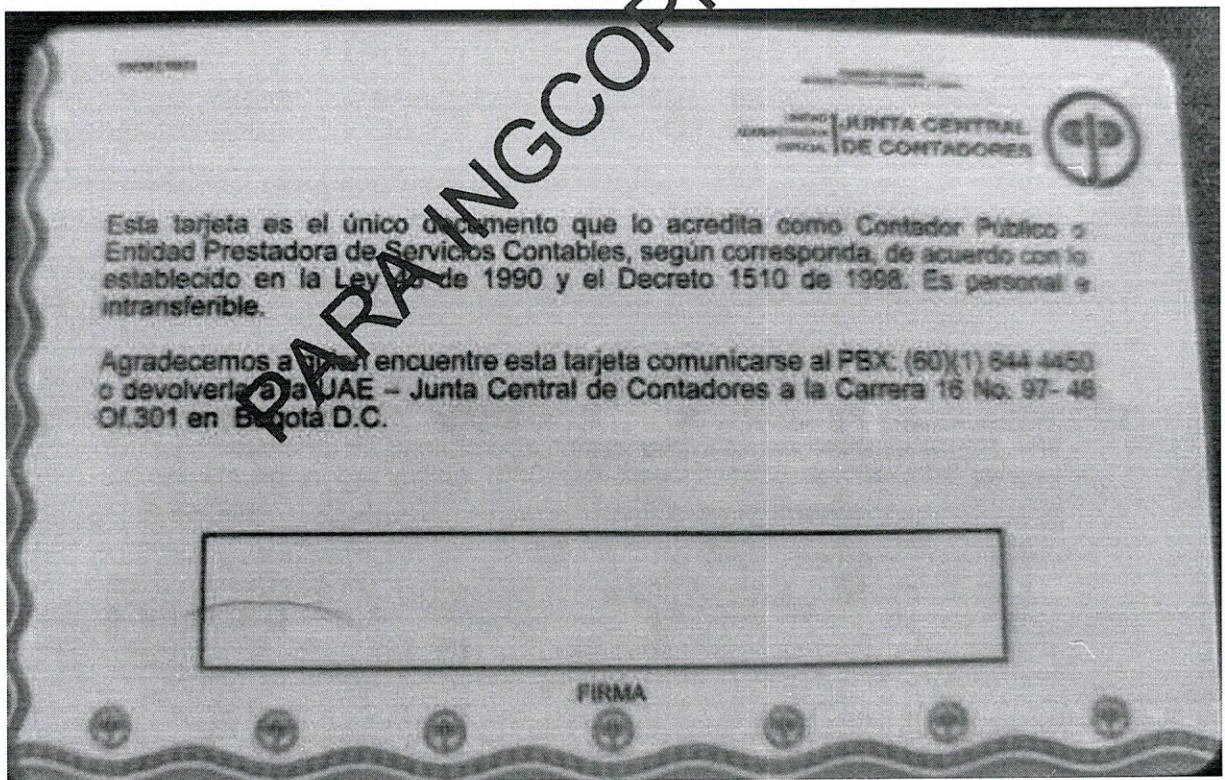 JUNTA CENTRAL
DE CONTADORES
Esta tarjeta es el único documento que lo acredita como Contador Público o
Entidad Prestadora de Servicios Contables, según corresponda, de acuerdo con lo
establecido en la Ley de 1990 y el Decreto 1510 de 1998. Es personal e
intransferible.
Agradecemos a quien encuentre esta tarjeta comunicarse al PBX: (60)(1) 644 4450
o devolverla a la UAE – Junta Central de Contadores a la Carrera 16 No. 97- 46
Of.301 en Bogotá D.C.
FIRMA
PARA INGCOP